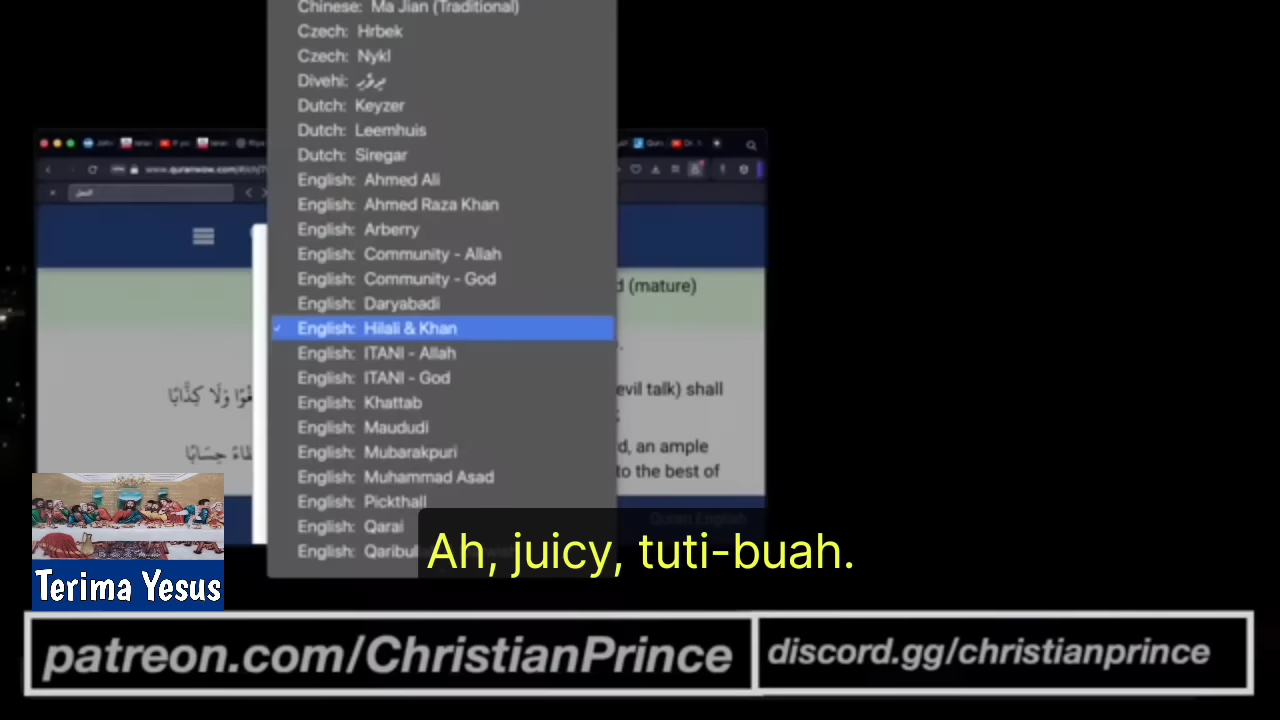 Chinese: Ma Jian (Traditional)
Czech: Hrbek
Czech: Nykl
Divehi: ދިވެހި
Dutch: Keyzer
Dutch: Leemhuis
Dutch: Siregar
English: Ahmed Ali
English: Ahmed Raza Khan
English: Arberry
English: Community - Allah
English: Community - God
English: Daryabadi
✓ English: Hilali & Khan
English: ITANI - Allah
English: ITANI - God
English: Khattab
English: Maududi
English: Mubarakpuri
English: Muhammad Asad
English: Pickthall
English: Qarai
English: Qaribul
(mature)
evil talk) shall
وَلَا كِذَّابًا
an ample
حِسَابًا
to the best of
Quran English
Ah, juicy, tuti-buah.
Terima Yesus
patreon.com/ChristianPrince
discord.gg/christianprince